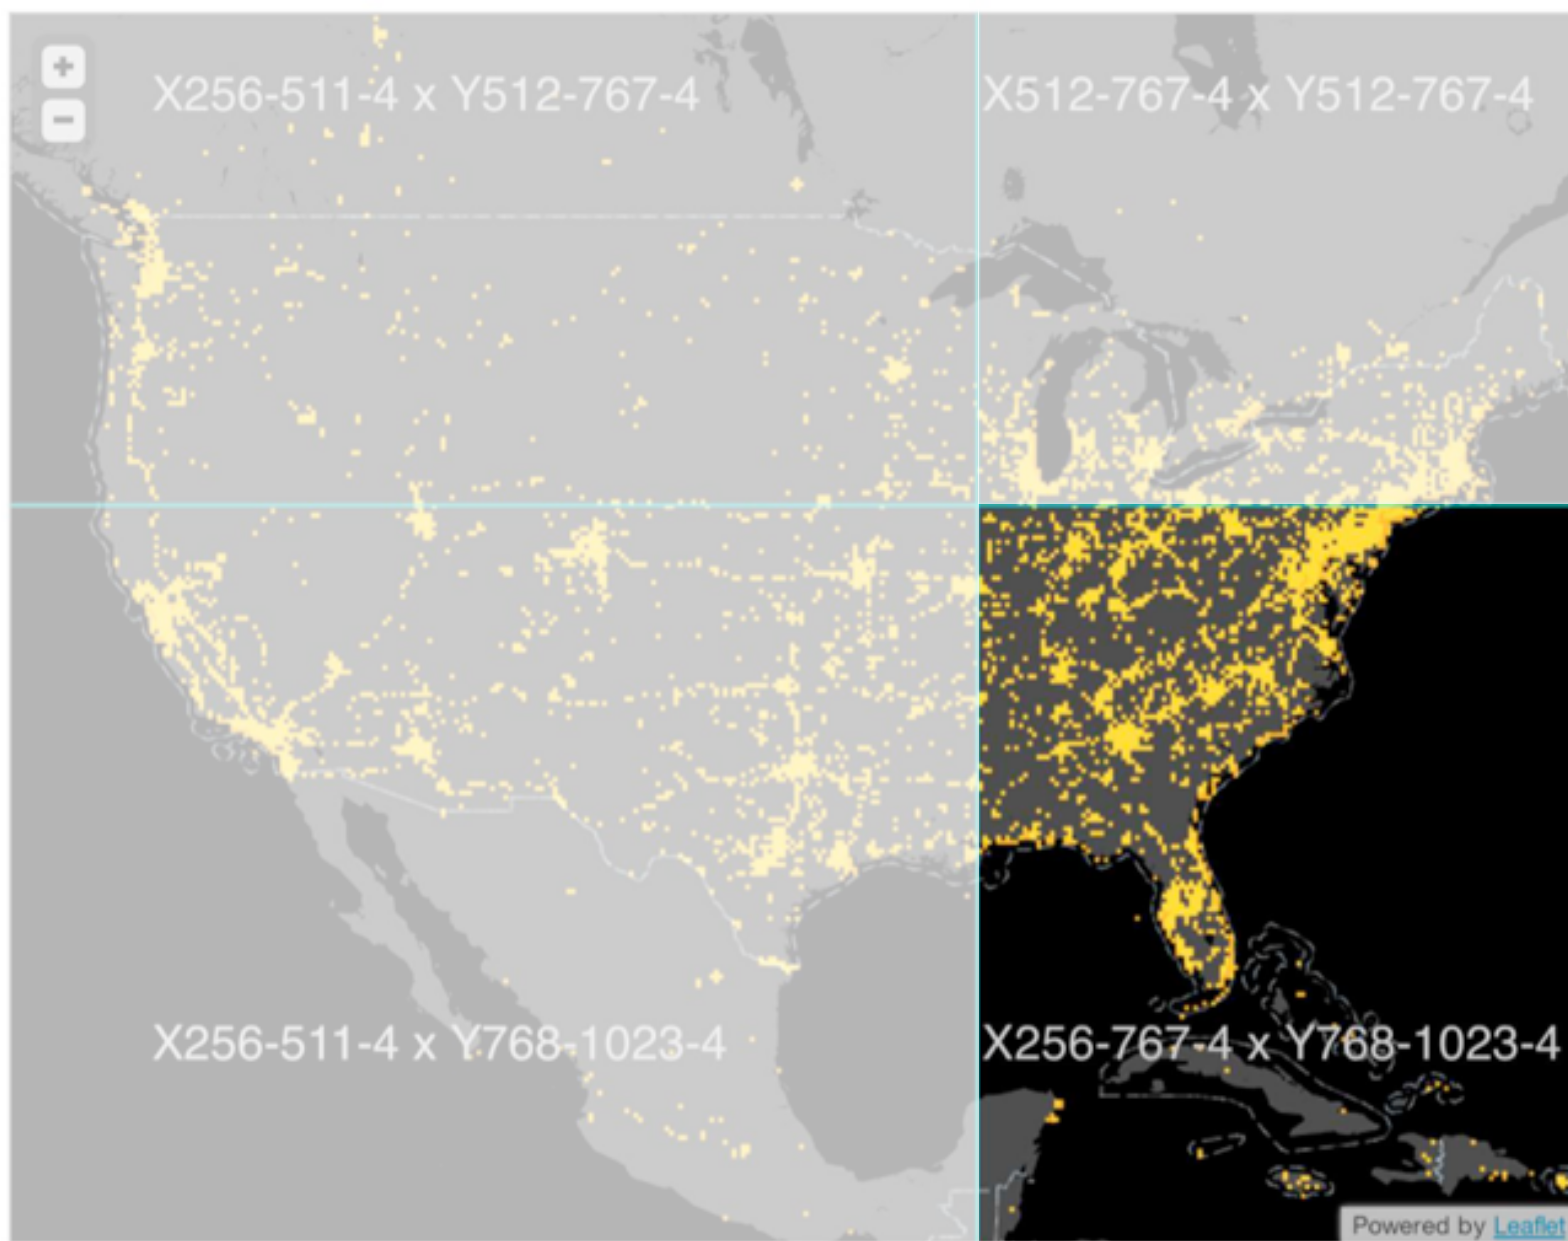 +
−
X256-511-4 x Y512-767-4
X512-767-4 x Y512-767-4
X256-511-4 x Y768-1023-4
X256-767-4 x Y768-1023-4
Powered by Leaflet